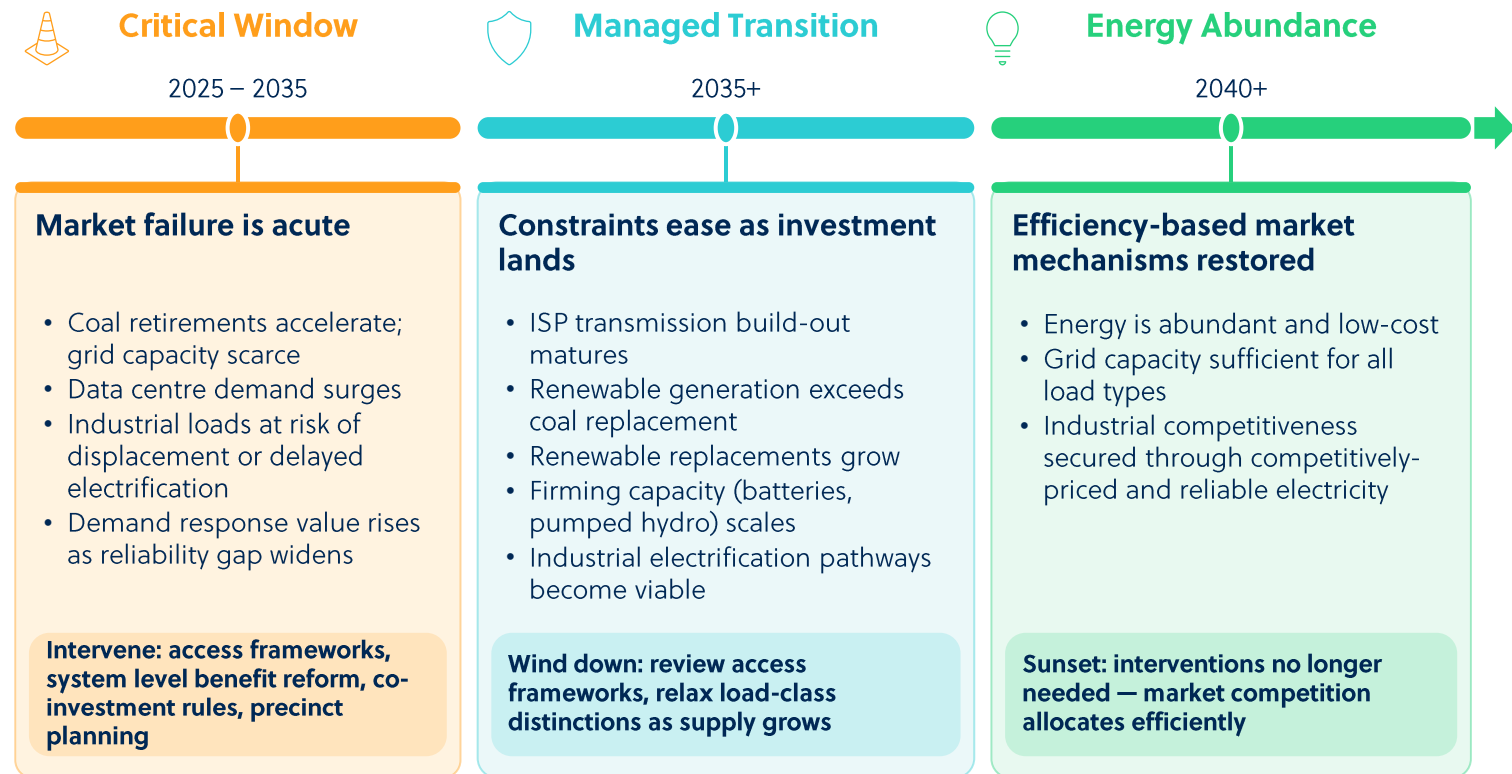 Critical Window
2025 – 2035
Market failure is acute
• Coal retirements accelerate;
grid capacity scarce
• Data centre demand surges
• Industrial loads at risk of
displacement or delayed
electrification
• Demand response value rises
as reliability gap widens
Intervene: access frameworks,
system level benefit reform, co-
investment rules, precinct
planning
Managed Transition
2035+
Constraints ease as investment
lands
• ISP transmission build-out
matures
• Renewable generation exceeds
coal replacement
• Renewable replacements grow
• Firming capacity (batteries,
pumped hydro) scales
• Industrial electrification pathways
become viable
Wind down: review access
frameworks, relax load-class
distinctions as supply grows
Energy Abundance
2040+
Efficiency-based market
mechanisms restored
• Energy is abundant and low-cost
• Grid capacity sufficient for all
load types
• Industrial competitiveness
secured through competitively-
priced and reliable electricity
Sunset: interventions no longer
needed — market competition
allocates efficiently